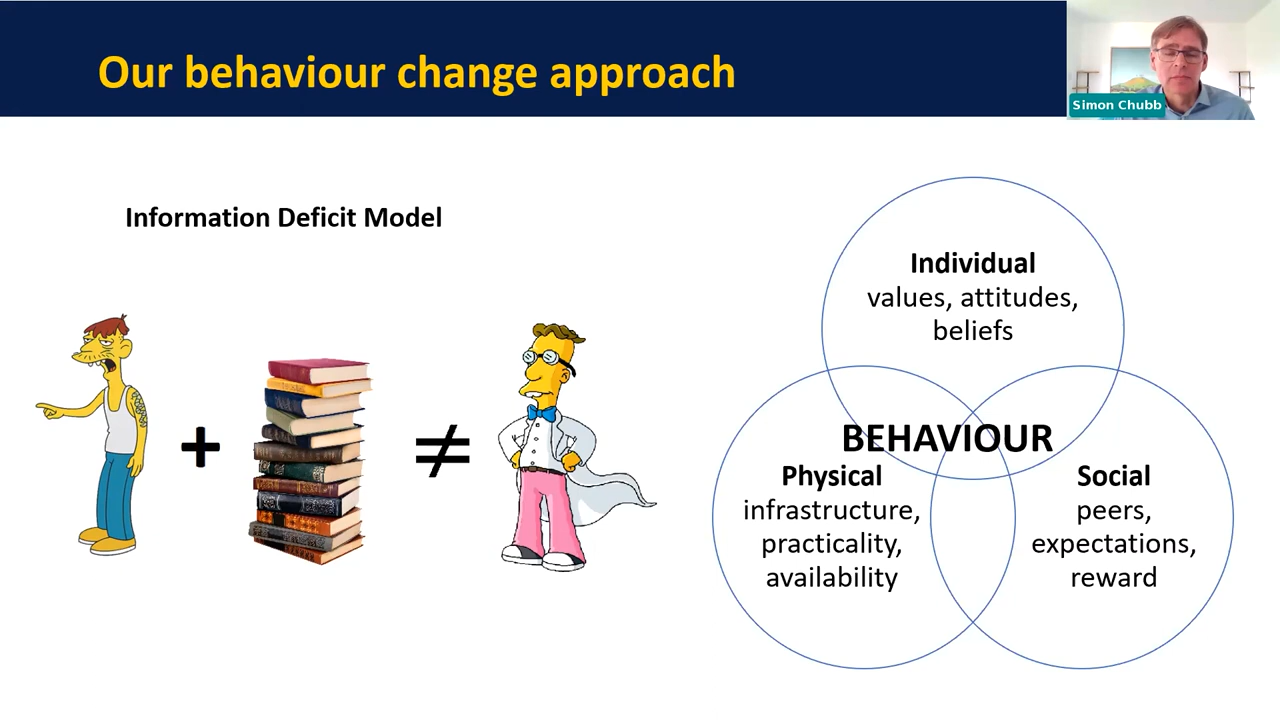 Our behaviour change approach
Simon Chubb
Information Deficit Model
+
≠
Individual
values, attitudes,
beliefs
BEHAVIOUR
Physical
infrastructure,
practicality,
availability
Social
peers,
expectations,
reward